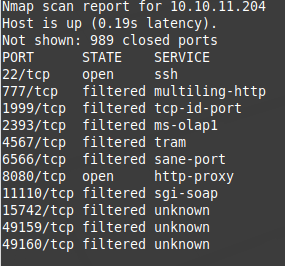 Nmap scan report for 10.10.11.204
Host is up (0.19s latency).
Not shown: 989 closed ports
PORT STATE SERVICE
22/tcp open ssh
777/tcp filtered multiling-http
1999/tcp filtered tcp-id-port
2393/tcp filtered ms-olap1
4567/tcp filtered tram
6566/tcp filtered sane-port
8080/tcp open http-proxy
11110/tcp filtered sgi-soap
15742/tcp filtered unknown
49159/tcp filtered unknown
49160/tcp filtered unknown